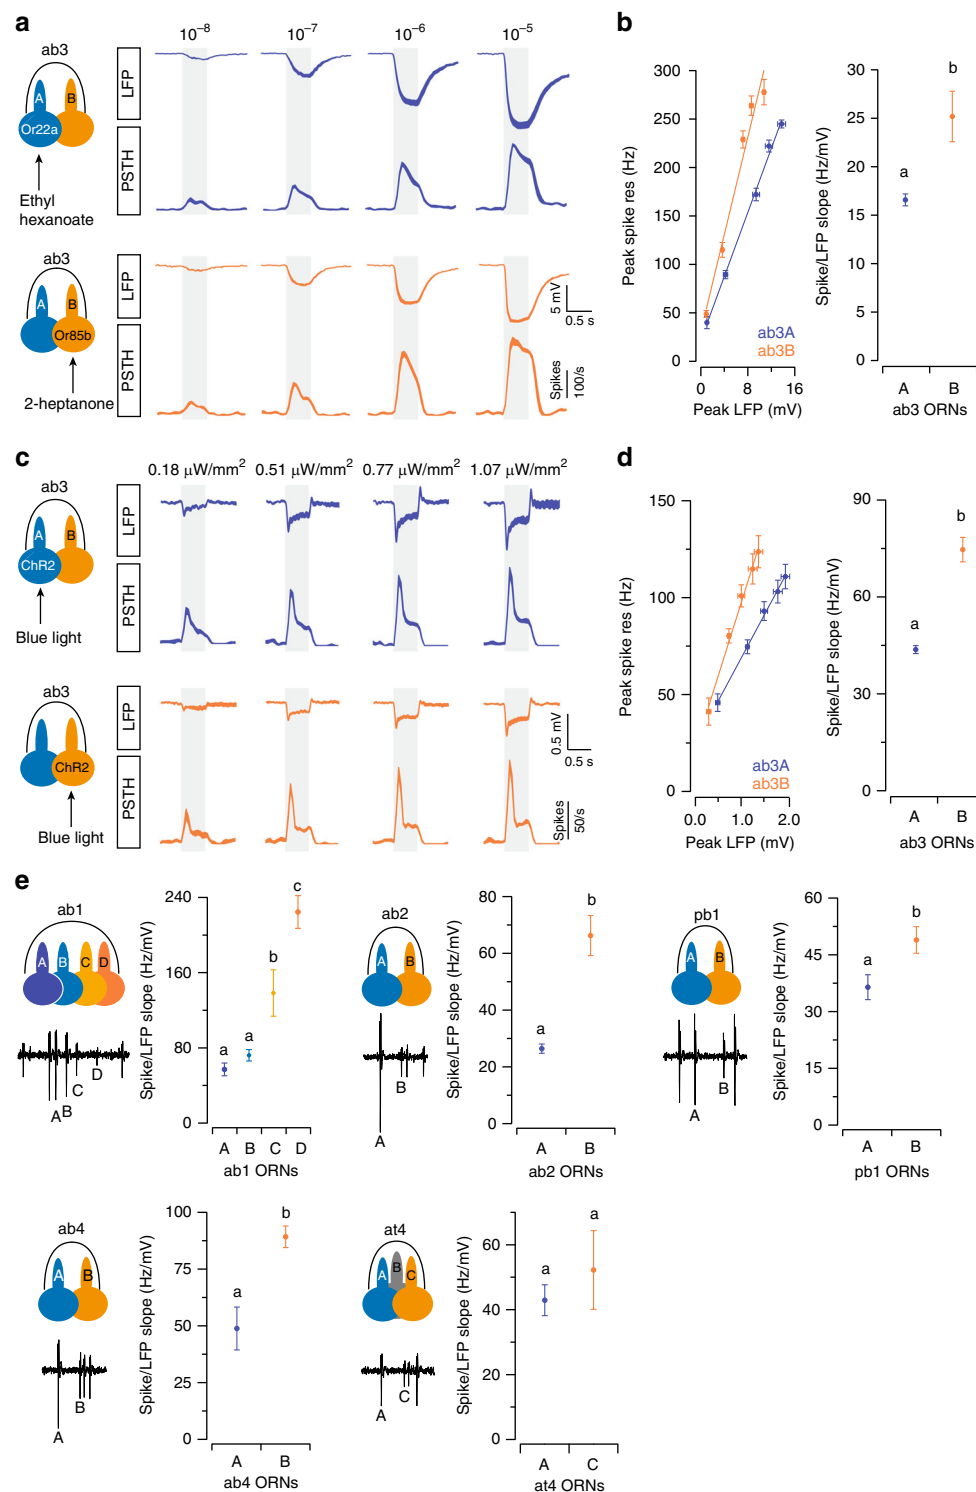 a
ab3
A
B
Or22a
Ethyl
hexanoate
LFP
PSTH
10−8
10−7
10−6
10−5
ab3
A
B
Or85b
2-heptanone
LFP
PSTH
5 mV
0.5 s
Spikes
100/s
b
Peak spike res (Hz)
300
250
200
150
100
50
0
ab3A
ab3B
0
8
16
Peak LFP (mV)
Spike/LFP slope (Hz/mV)
30
25
20
15
10
5
0
a
b
A
B
ab3 ORNs
c
ab3
A
B
ChR2
Blue light
LFP
PSTH
0.18 µW/mm2
0.51 µW/mm2
0.77 µW/mm2
1.07 µW/mm2
ab3
ChR2
Blue light
LFP
PSTH
0.5 mV
0.5 s
Spikes
50/s
d
Peak spike res (Hz)
150
100
50
0
ab3A
ab3B
0
1.0
2.0
Peak LFP (mV)
Spike/LFP slope (Hz/mV)
90
60
30
0
a
b
A
B
ab3 ORNs
e
ab1
A
B
C
D
A
B
C
D
Spike/LFP slope (Hz/mV)
240
160
80
0
a
a
b
c
A
B
C
D
ab1 ORNs
ab2
A
B
B
A
Spike/LFP slope (Hz/mV)
80
60
40
20
0
a
b
A
B
ab2 ORNs
pb1
A
B
B
A
Spike/LFP slope (Hz/mV)
60
45
30
15
0
a
b
A
B
pb1 ORNs
ab4
A
B
B
A
Spike/LFP slope (Hz/mV)
100
75
50
25
0
a
b
A
B
ab4 ORNs
at4
A
B
C
C
A
Spike/LFP slope (Hz/mV)
60
40
20
0
a
a
A
C
at4 ORNs